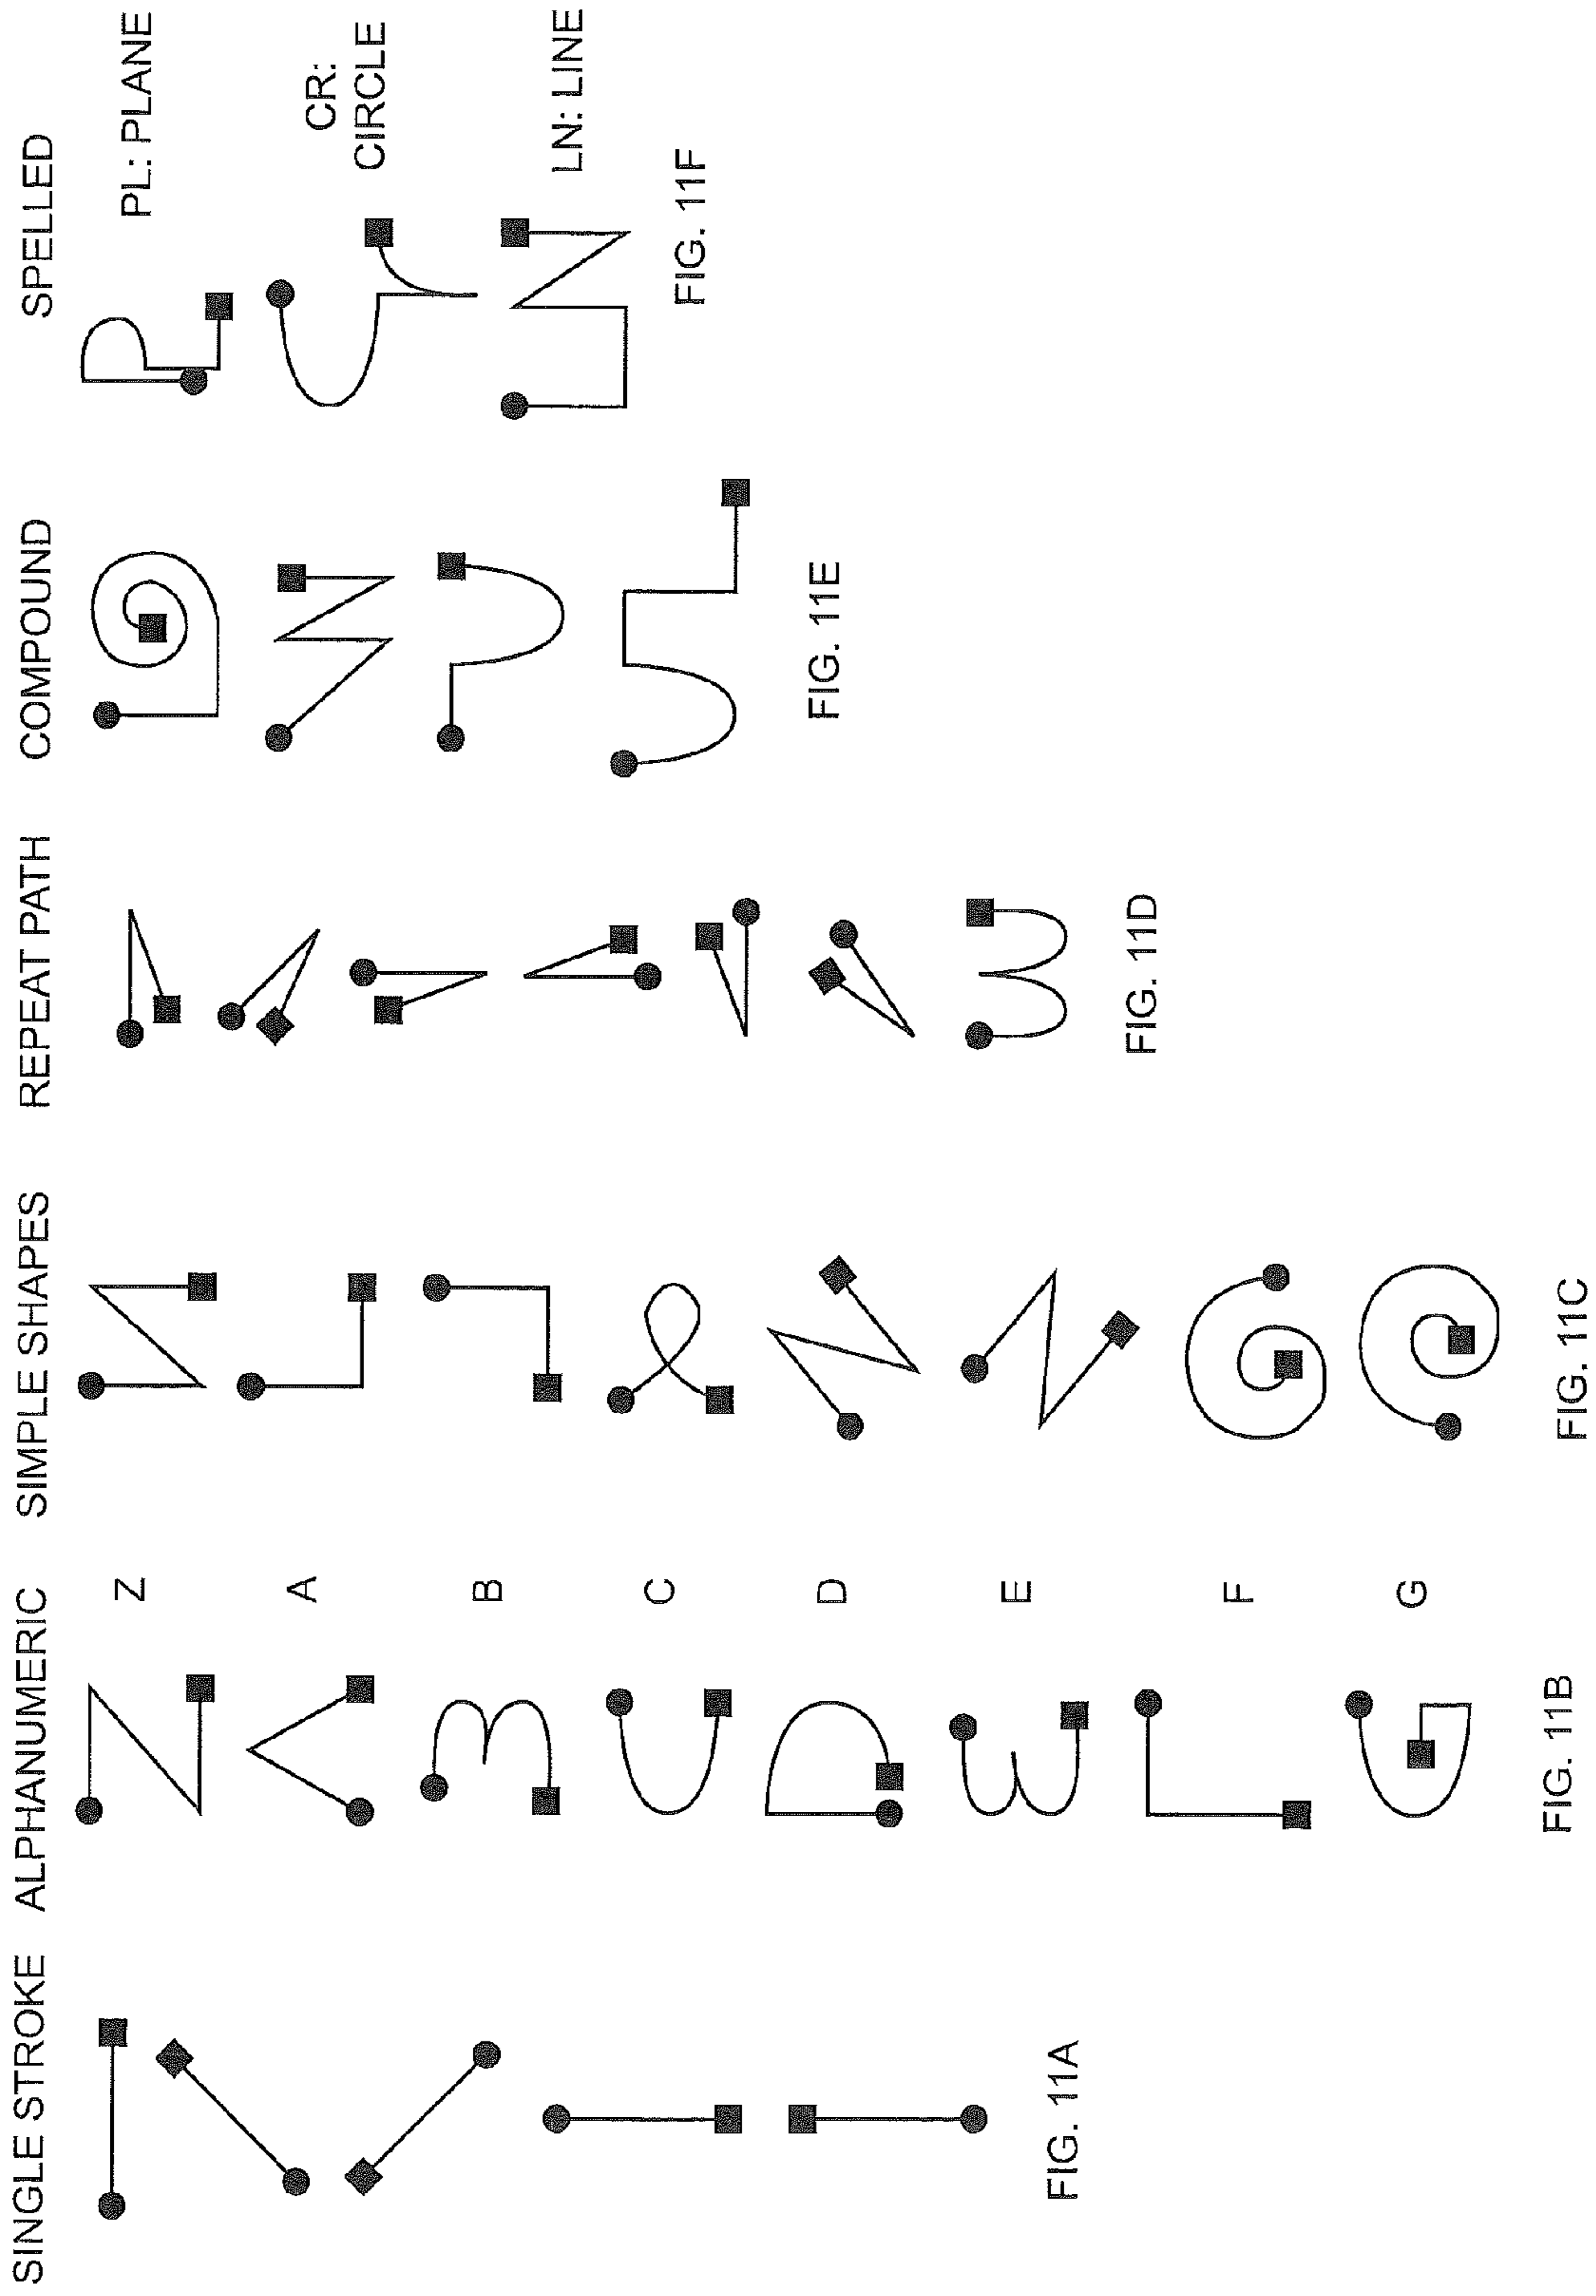 SINGLE STROKE
FIG. 11A
ALPHANUMERIC
Z
A
B
C
D
E
F
G
FIG. 11B
SIMPLE SHAPES
FIG. 11C
REPEAT PATH
FIG. 11D
COMPOUND
FIG. 11E
SPELLED
PL: PLANE
CR:
CIRCLE
LN: LINE
FIG. 11F